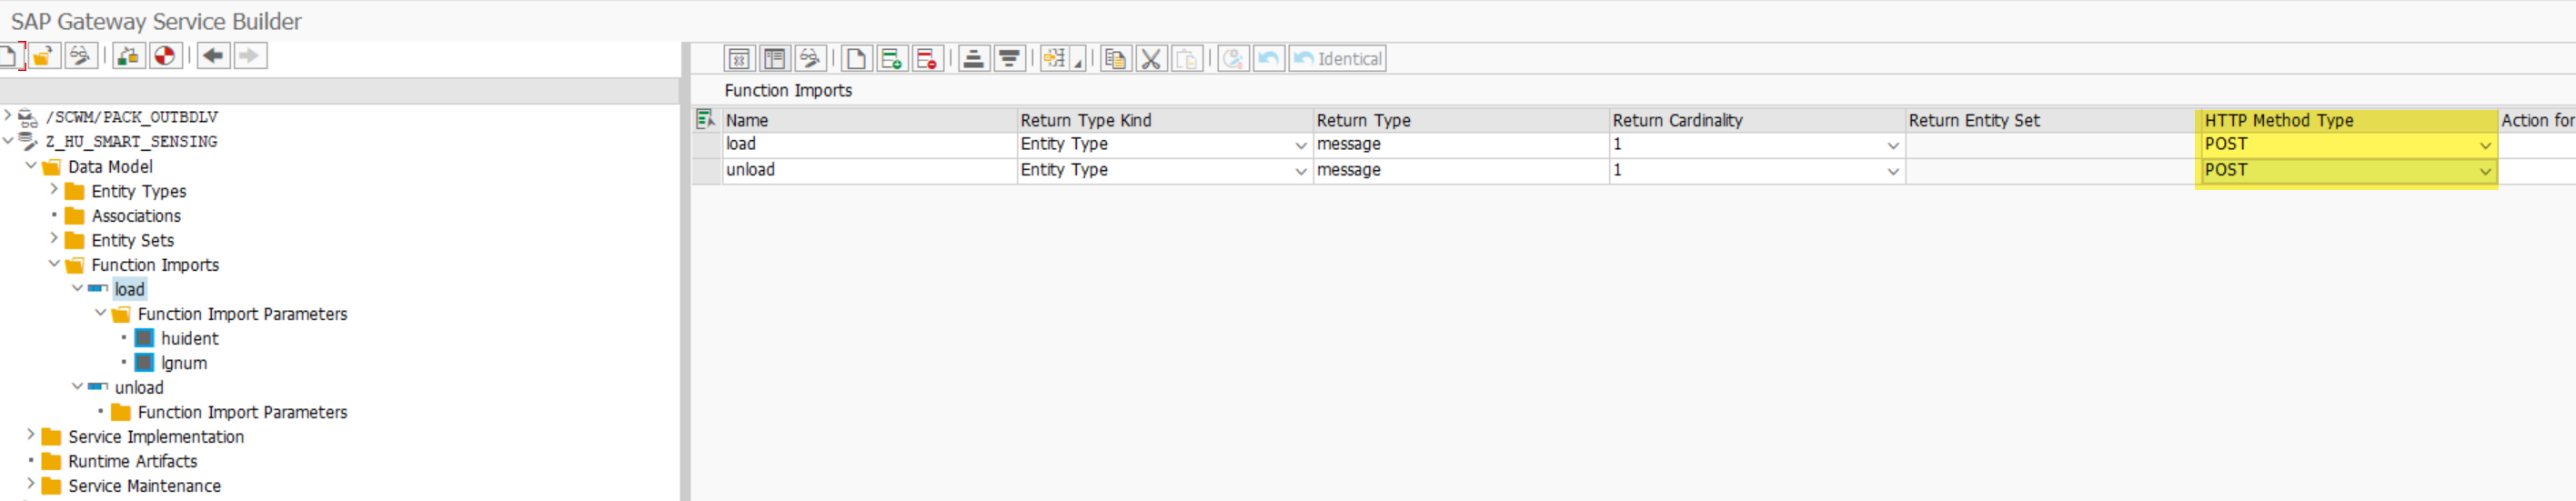 SAP Gateway Service Builder
Identical
/SCWM/PACK_OUTBDLV
Z_HU_SMART_SENSING
Data Model
Entity Types
Associations
Entity Sets
Function Imports
load
Function Import Parameters
huident
lgnum
unload
Function Import Parameters
Service Implementation
Runtime Artifacts
Service Maintenance
Function Imports
Name Return Type Kind Return Type Return Cardinality Return Entity Set HTTP Method Type Action for
load Entity Type message 1 POST
unload Entity Type message 1 POST